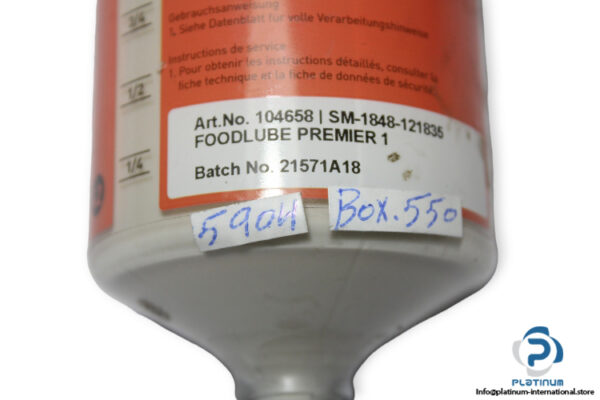 3/4
1/2
1/4
Gebrauchsanweisung
1. Siehe Datenblatt für volle Verarbeitungshinweise
Instructions de service
1. Pour obtenir les instructions détaillés, consulter la
fiche technique et la fiche de données de sécurité.
Art.No. 104658 | SM-1848-121835
FOODLUBE PREMIER 1
Batch No. 21571A18
5904
Box.550
PLATINUM
info@platinum-international.store